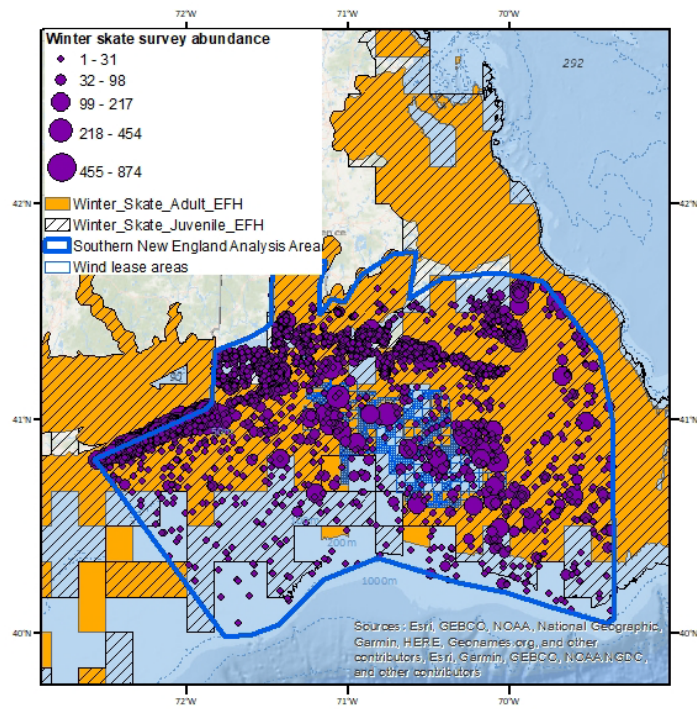 72°W 71°W 70°W
Winter skate survey abundance
1 - 31
32 - 98
99 - 217
218 - 454
455 - 874
Winter_Skate_Adult_EFH
Winter_Skate_Juvenile_EFH
Southern New England Analysis Area
Wind lease areas
292
42°N 42°N
41°N 41°N
50m
200m
1000m
40°N 40°N
Sources: Esri, GEBCO, NOAA, National Geographic,
Garmin, HERE, Geonames.org, and other
contributors, Esri, Garmin, GEBCO, NOAA NGDC,
and other contributors
72°W 71°W 70°W